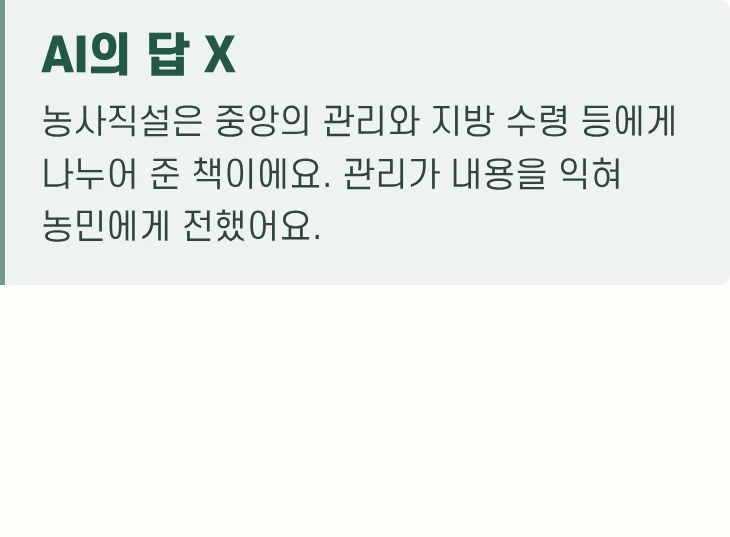 AI의 답 X
농사직설은 중앙의 관리와 지방 수령 등에게
나누어 준 책이에요. 관리가 내용을 익혀
농민에게 전했어요.